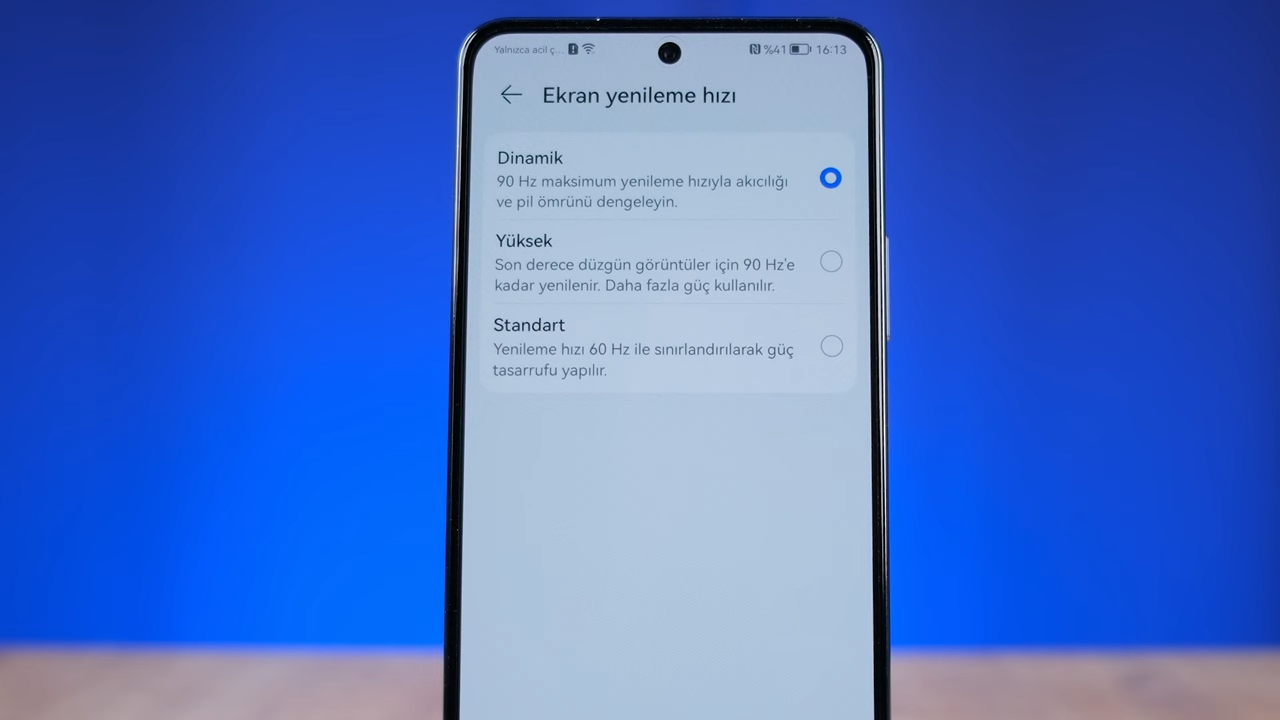 Yalnızca acil ç... %41 16:13
Ekran yenileme hızı
Dinamik
90 Hz maksimum yenileme hızıyla akıcılığı
ve pil ömrünü dengeleyin.
Yüksek
Son derece düzgün görüntüler için 90 Hz'e
kadar yenilenir. Daha fazla güç kullanılır.
Standart
Yenileme hızı 60 Hz ile sınırlandırılarak güç
tasarrufu yapılır.